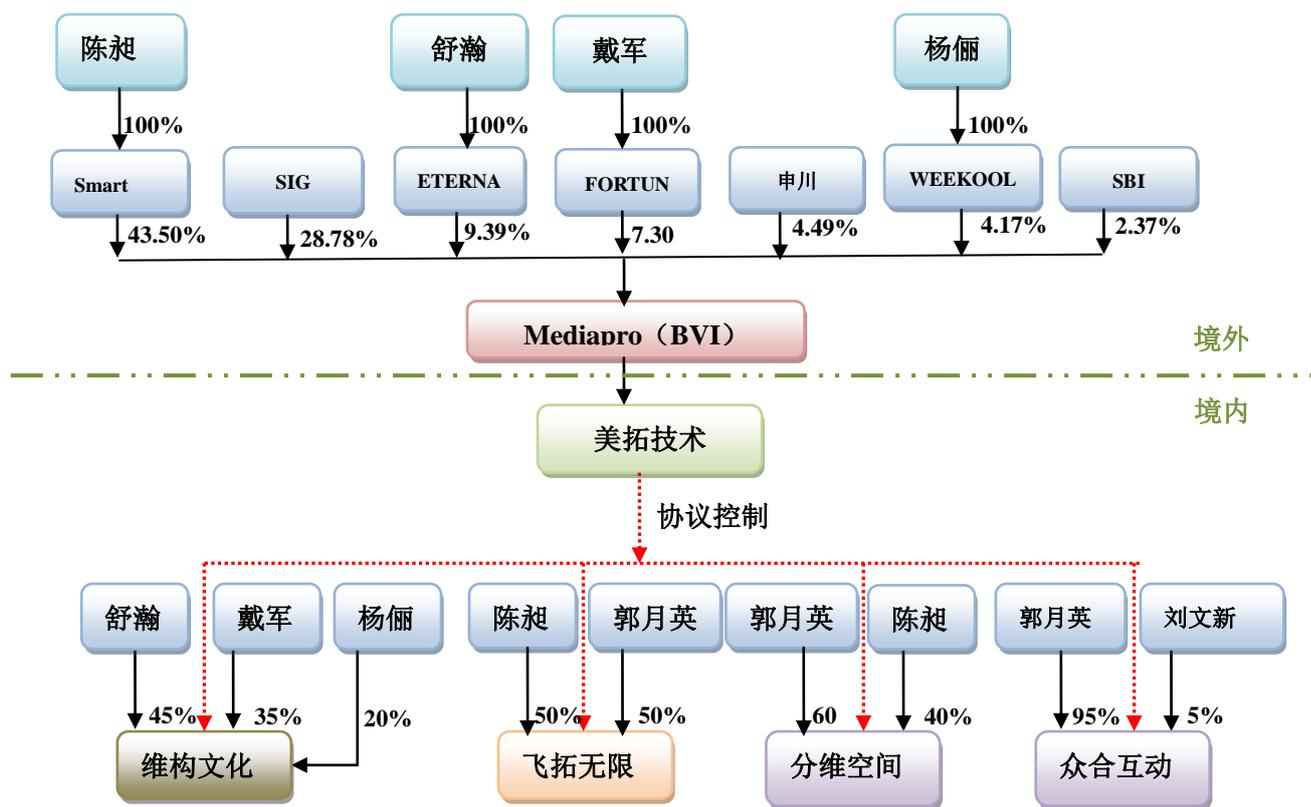 陈昶
舒瀚
戴军
杨俪
100%
100%
100%
100%
Smart
SIG
ETERNA
FORTUN
申川
WEEKOOL
SBI
43.50%
28.78%
9.39%
7.30
4.49%
4.17%
2.37%
Mediapro（BVI）
境外
境内
美拓技术
协议控制
舒瀚
戴军
杨俪
陈昶
郭月英
郭月英
陈昶
郭月英
刘文新
45%
35%
20%
50%
50%
60
40%
95%
5%
维构文化
飞拓无限
分维空间
众合互动